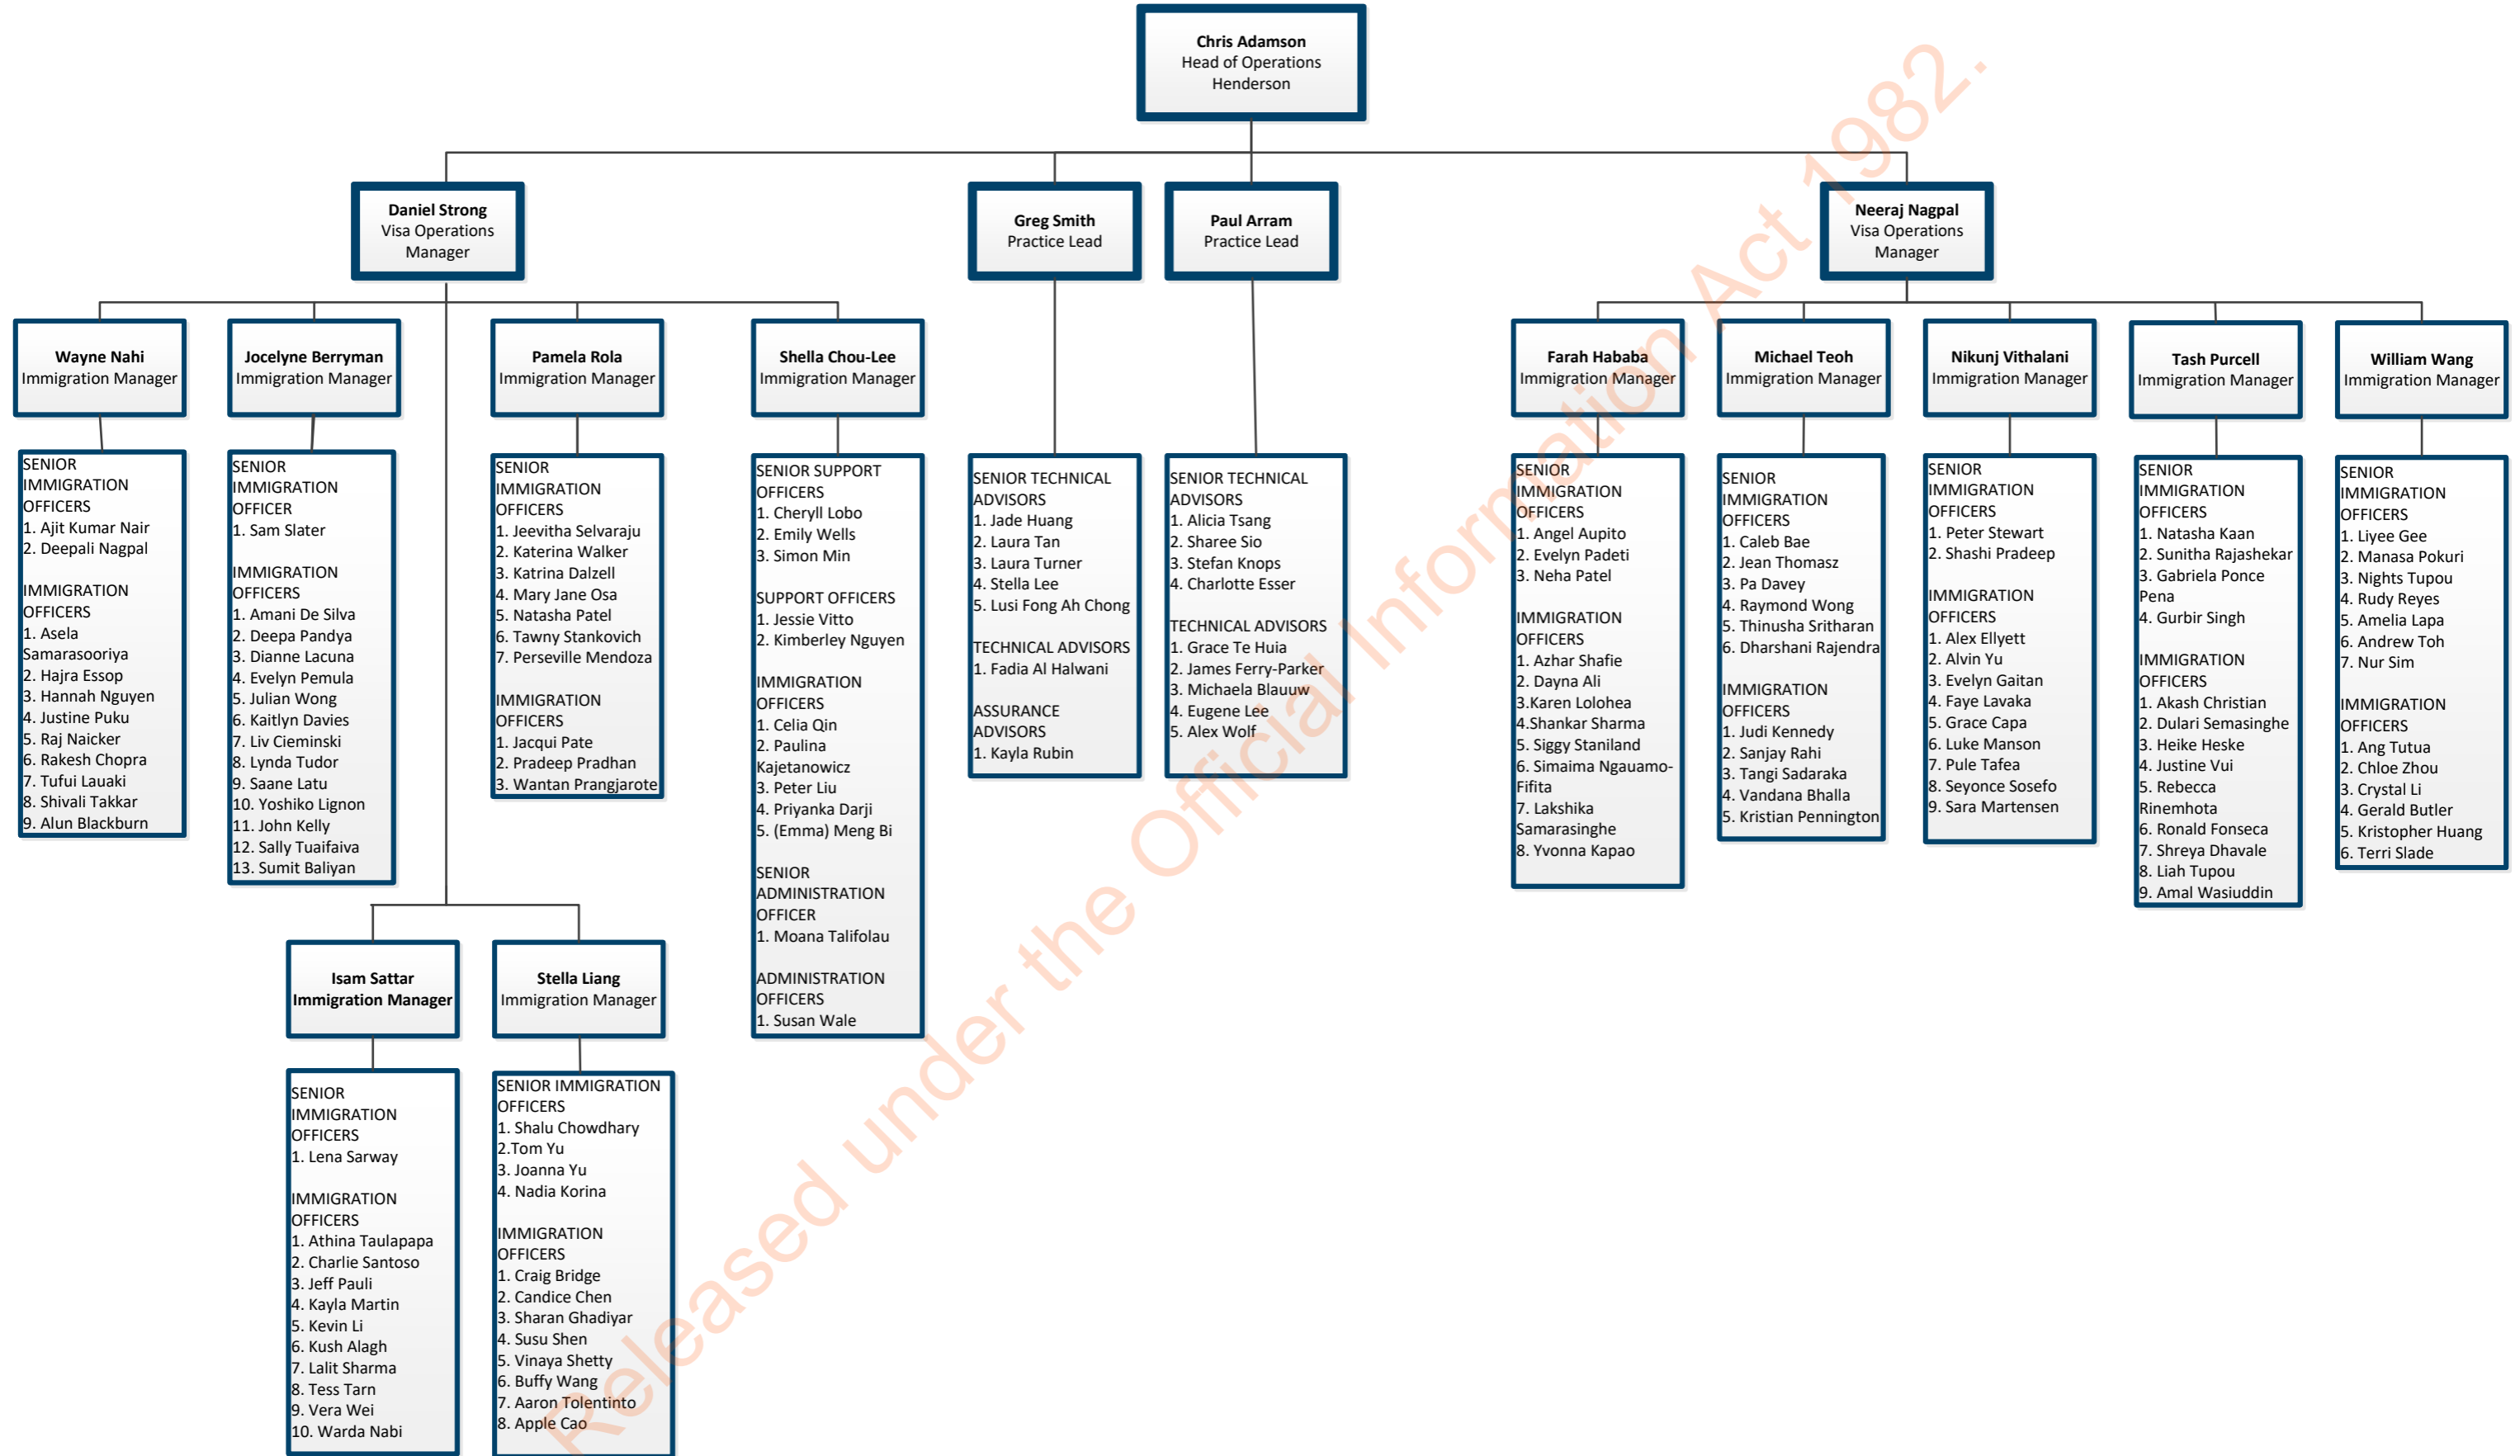 Chris Adamson
Head of Operations
Henderson
Daniel Strong
Visa Operations
Manager
Greg Smith
Practice Lead
Paul Arram
Practice Lead
Neeraj Nagpal
Visa Operations
Manager
Wayne Nahi
Immigration Manager
Jocelyne Berryman
Immigration Manager
Pamela Rola
Immigration Manager
Shella Chou-Lee
Immigration Manager
Farah Hababa
Immigration Manager
Michael Teoh
Immigration Manager
Nikunj Vithalani
Immigration Manager
Tash Purcell
Immigration Manager
William Wang
Immigration Manager
SENIOR
IMMIGRATION
OFFICERS
1. Ajit Kumar Nair
2. Deepali Nagpal
IMMIGRATION
OFFICERS
1. Asela
Samarasooriya
2. Hajra Essop
3. Hannah Nguyen
4. Justine Puku
5. Raj Naicker
6. Rakesh Chopra
7. Tufui Lauaki
8. Shivali Takkar
9. Alun Blackburn
SENIOR
IMMIGRATION
OFFICER
1. Sam Slater
IMMIGRATION
OFFICERS
1. Amani De Silva
2. Deepa Pandya
3. Dianne Lacuna
4. Evelyn Pemula
5. Julian Wong
6. Kaitlyn Davies
7. Liv Cieminski
8. Lynda Tudor
9. Saane Latu
10. Yoshiko Lignon
11. John Kelly
12. Sally Tuaifaiva
13. Sumit Baliyan
SENIOR
IMMIGRATION
OFFICERS
1. Jeevitha Selvaraju
2. Katerina Walker
3. Katrina Dalzell
4. Mary Jane Osa
5. Natasha Patel
6. Tawny Stankovich
7. Perseville Mendoza
IMMIGRATION
OFFICERS
1. Jacqui Pate
2. Pradeep Pradhan
3. Wantan Prangjarote
SENIOR SUPPORT
OFFICERS
1. Cheryll Lobo
2. Emily Wells
3. Simon Min
SUPPORT OFFICERS
1. Jessie Vitto
2. Kimberley Nguyen
IMMIGRATION
OFFICERS
1. Celia Qin
2. Paulina
Kajetanowicz
3. Peter Liu
4. Priyanka Darji
5. (Emma) Meng Bi
SENIOR
ADMINISTRATION
OFFICER
1. Moana Talifolau
ADMINISTRATION
OFFICERS
1. Susan Wale
SENIOR TECHNICAL
ADVISORS
1. Jade Huang
2. Laura Tan
3. Laura Turner
4. Stella Lee
5. Lusi Fong Ah Chong
TECHNICAL ADVISORS
1. Fadia Al Halwani
ASSURANCE
ADVISORS
1. Kayla Rubin
SENIOR TECHNICAL
ADVISORS
1. Alicia Tsang
2. Sharee Sio
3. Stefan Knops
4. Charlotte Esser
TECHNICAL ADVISORS
1. Grace Te Huia
2. James Ferry-Parker
3. Michaela Blauuw
4. Eugene Lee
5. Alex Wolf
SENIOR
IMMIGRATION
OFFICERS
1. Angel Aupito
2. Evelyn Padeti
3. Neha Patel
IMMIGRATION
OFFICERS
1. Azhar Shafie
2. Dayna Ali
3.Karen Lolohea
4.Shankar Sharma
5. Siggy Staniland
6. Simaima Ngauamo-
Fifita
7. Lakshika
Samarasinghe
8. Yvonna Kapao
SENIOR
IMMIGRATION
OFFICERS
1. Caleb Bae
2. Jean Thomasz
3. Pa Davey
4. Raymond Wong
5. Thinusha Sritharan
6. Dharshani Rajendra
IMMIGRATION
OFFICERS
1. Judi Kennedy
2. Sanjay Rahi
3. Tangi Sadaraka
4. Vandana Bhalla
5. Kristian Pennington
SENIOR
IMMIGRATION
OFFICERS
1. Peter Stewart
2. Shashi Pradeep
IMMIGRATION
OFFICERS
1. Alex Ellyett
2. Alvin Yu
3. Evelyn Gaitan
4. Faye Lavaka
5. Grace Capa
6. Luke Manson
7. Pule Tafea
8. Seyonce Sosefo
9. Sara Martensen
SENIOR
IMMIGRATION
OFFICERS
1. Natasha Kaan
2. Sunitha Rajashekar
3. Gabriela Ponce
Pena
4. Gurbir Singh
IMMIGRATION
OFFICERS
1. Akash Christian
2. Dulari Semasinghe
3. Heike Heske
4. Justine Vui
5. Rebecca
Rinemhota
6. Ronald Fonseca
7. Shreya Dhavale
8. Liah Tupou
9. Amal Wasiuddin
SENIOR
IMMIGRATION
OFFICERS
1. Liyee Gee
2. Manasa Pokuri
3. Nights Tupou
4. Rudy Reyes
5. Amelia Lapa
6. Andrew Toh
7. Nur Sim
IMMIGRATION
OFFICERS
1. Ang Tutua
2. Chloe Zhou
3. Crystal Li
4. Gerald Butler
5. Kristopher Huang
6. Terri Slade
Isam Sattar
Immigration Manager
Stella Liang
Immigration Manager
SENIOR
IMMIGRATION
OFFICERS
1. Lena Sarway
IMMIGRATION
OFFICERS
1. Athina Taulapapa
2. Charlie Santoso
3. Jeff Pauli
4. Kayla Martin
5. Kevin Li
6. Kush Alagh
7. Lalit Sharma
8. Tess Tarn
9. Vera Wei
10. Warda Nabi
SENIOR IMMIGRATION
OFFICERS
1. Shalu Chowdhary
2.Tom Yu
3. Joanna Yu
4. Nadia Korina
IMMIGRATION
OFFICERS
1. Craig Bridge
2. Candice Chen
3. Sharan Ghadiyar
4. Susu Shen
5. Vinaya Shetty
6. Buffy Wang
7. Aaron Tolentinto
8. Apple Cao
Released under the Official Information Act 1982.